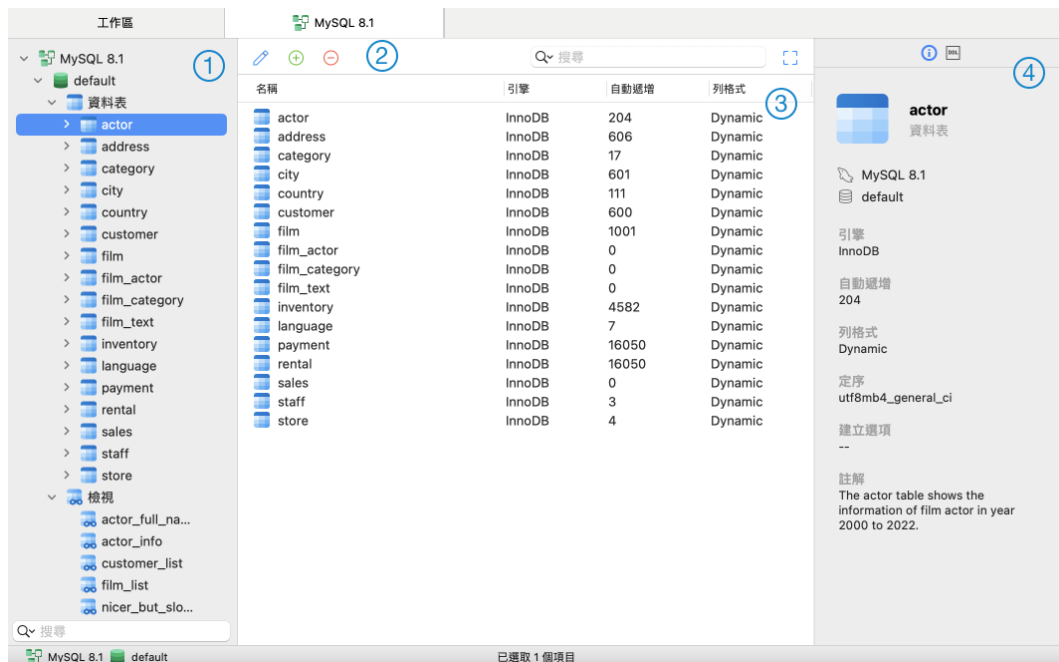 工作區
MySQL 8.1
MySQL 8.1
default
資料表
actor
address
category
city
country
customer
film
film_actor
film_category
film_text
inventory
language
payment
rental
sales
staff
store
檢視
actor_full_na...
actor_info
customer_list
film_list
nicer_but_slo...
搜尋
1
2
搜尋
名稱 引擎 自動遞增 列格式
3
actor InnoDB 204 Dynamic
address InnoDB 606 Dynamic
category InnoDB 17 Dynamic
city InnoDB 601 Dynamic
country InnoDB 111 Dynamic
customer InnoDB 600 Dynamic
film InnoDB 1001 Dynamic
film_actor InnoDB 0 Dynamic
film_category InnoDB 0 Dynamic
film_text InnoDB 0 Dynamic
inventory InnoDB 4582 Dynamic
language InnoDB 7 Dynamic
payment InnoDB 16050 Dynamic
rental InnoDB 16050 Dynamic
sales InnoDB 0 Dynamic
staff InnoDB 3 Dynamic
store InnoDB 4 Dynamic
DDL
4
actor
資料表
MySQL 8.1
default
引擎
InnoDB
自動遞增
204
列格式
Dynamic
定序
utf8mb4_general_ci
建立選項
--
註解
The actor table shows the
information of film actor in year
2000 to 2022.
MySQL 8.1 default
已選取 1 個項目